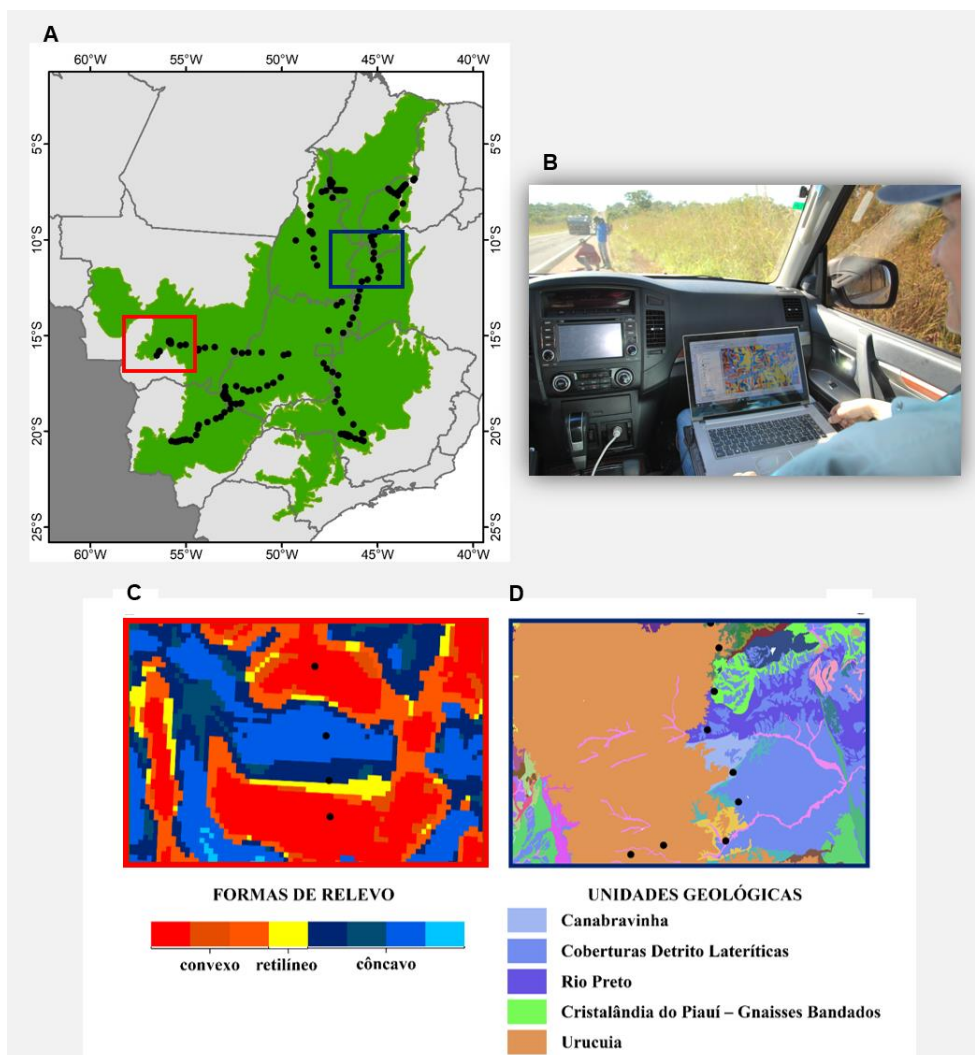 A
60°W 55°W 50°W 45°W 40°W
5°S 5°S
10°S 10°S
15°S 15°S
20°S 20°S
25°S 25°S
60°W 55°W 50°W 45°W 40°W
B
C
D
FORMAS DE RELEVO
convexo retilíneo côncavo
UNIDADES GEOLÓGICAS
Canabravinha
Coberturas Detrito Lateríticas
Rio Preto
Cristalândia do Piauí – Gnaisses Bandados
Urucuia